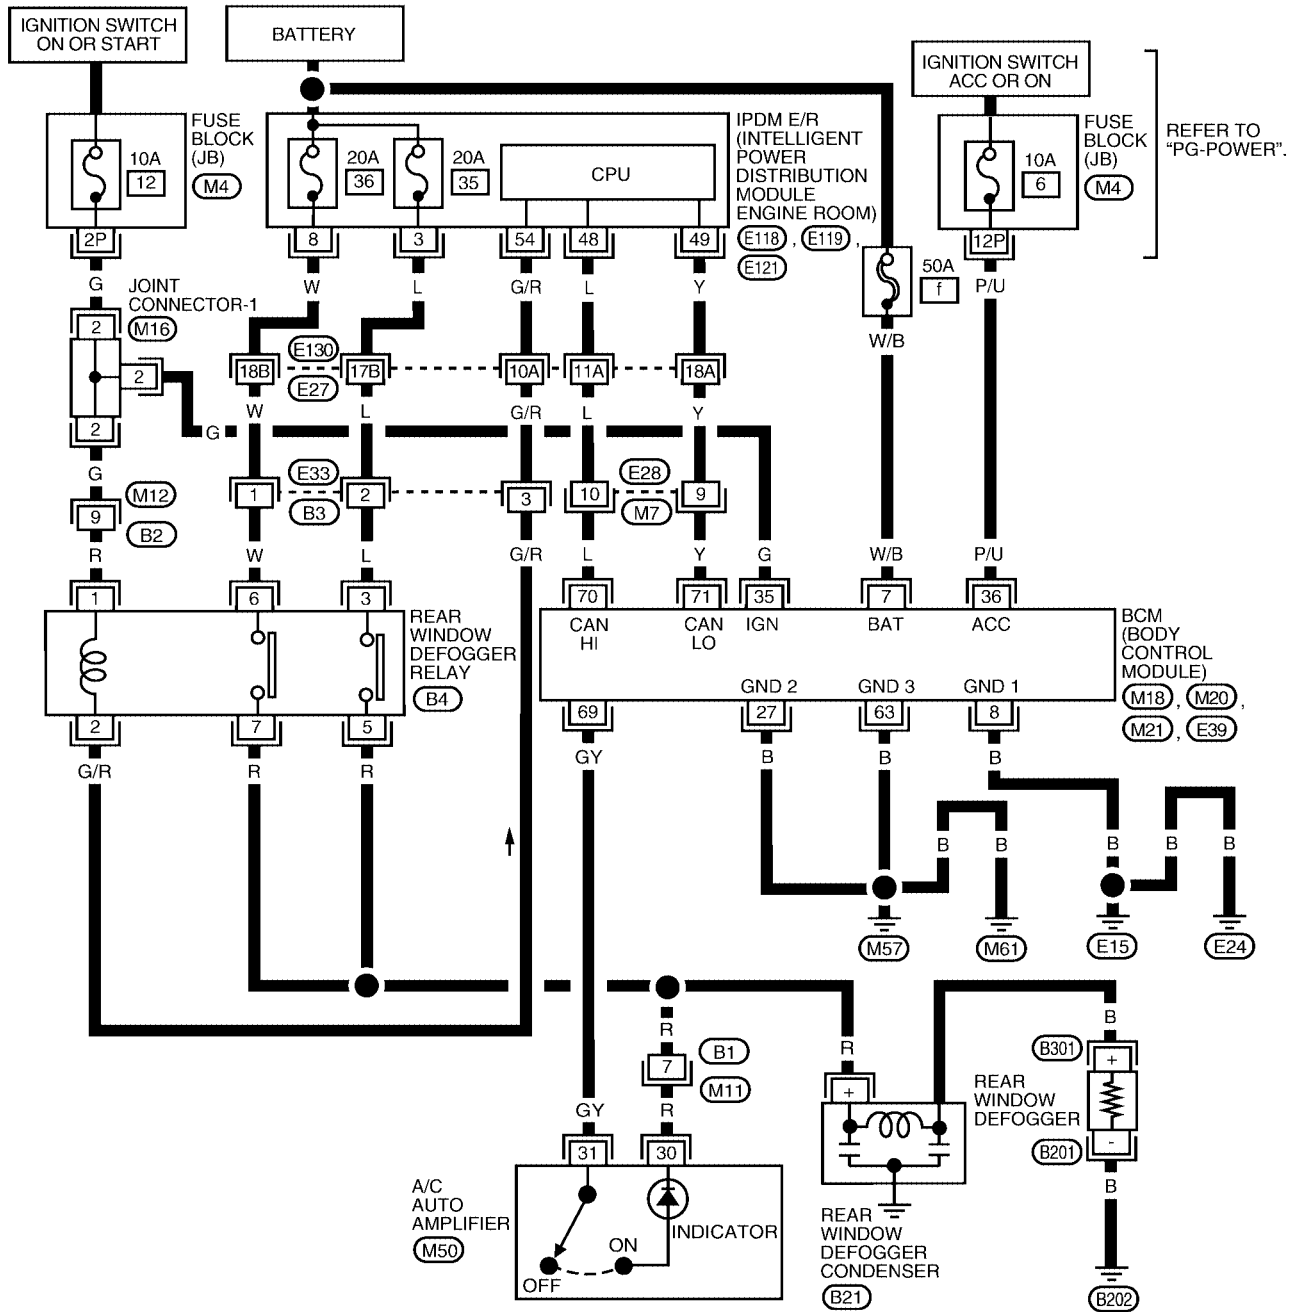 IGNITION SWITCH
ON OR START
BATTERY
IGNITION SWITCH
ACC OR ON
FUSE
BLOCK
(JB)
M4
10A
12
20A
36
20A
35
CPU
IPDM E/R
(INTELLIGENT
POWER
DISTRIBUTION
MODULE
ENGINE ROOM)
E118 , E119 ,
E121
10A
6
FUSE
BLOCK
(JB)
M4
REFER TO
“PG-POWER”.
2P
8
3
54
48
49
12P
50A
f
G
W
L
G/R
L
Y
P/U
JOINT
CONNECTOR-1
M16
2
2
2
W/B
E130
E27
18B
17B
10A
11A
18A
W
L
G/R
L
Y
G
G
M12
B2
9
E33
B3
1
2
3
E28
M7
10
9
R
W
L
G/R
L
Y
G
W/B
P/U
1
6
3
70
71
35
7
36
REAR
WINDOW
DEFOGGER
RELAY
B4
CAN
HI
CAN
LO
IGN
BAT
ACC
BCM
(BODY
CONTROL
MODULE)
M18 , M20 ,
M21 , E39
GND 2
GND 3
GND 1
2
7
5
69
27
63
8
G/R
R
R
GY
B
B
B
B
B
B
B
B
M57
M61
E15
E24
R
B1
M11
7
R
GY
R
B
B301
+
REAR
WINDOW
DEFOGGER
-
B201
B
B202
+
31
30
A/C
AUTO
AMPLIFIER
M50
INDICATOR
ON
OFF
REAR
WINDOW
DEFOGGER
CONDENSER
B21